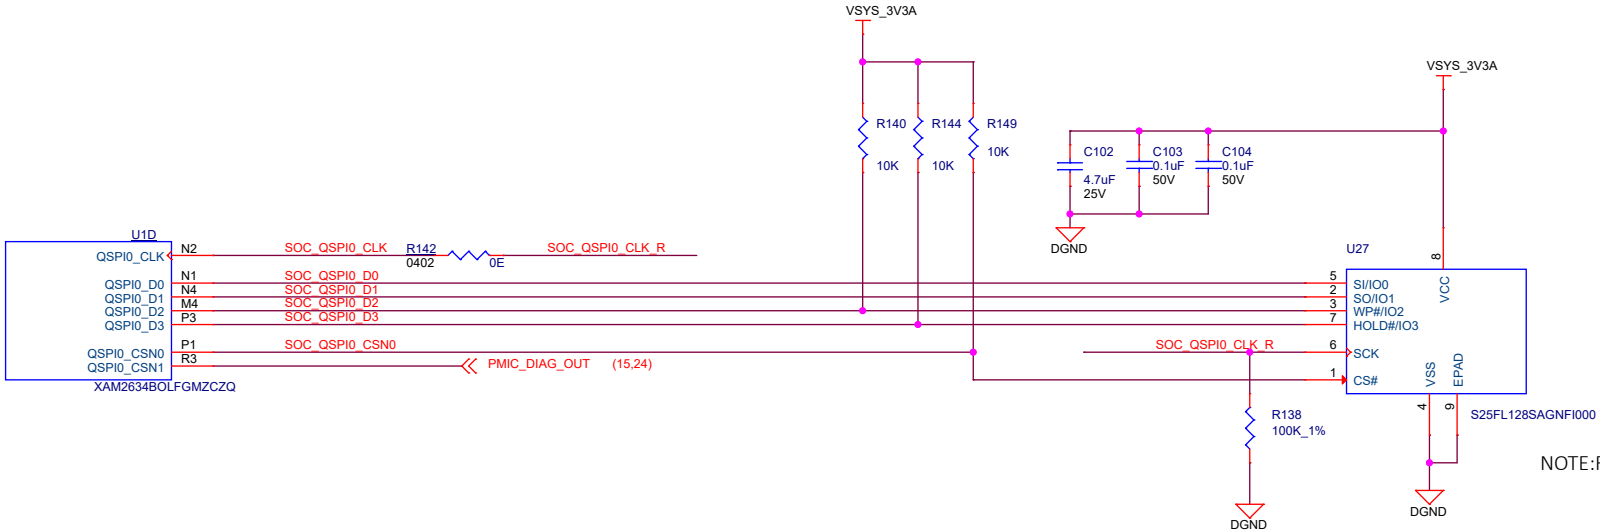 VSYS_3V3A
VSYS_3V3A
R140
R144
R149
10K
10K
10K
C102
4.7uF
25V
C103
0.1uF
50V
C104
0.1uF
50V
DGND
U1D
QSPI0_CLK
N2
SOC_QSPI0_CLK
R142
0402
0E
SOC_QSPI0_CLK_R
QSPI0_D0
N1
SOC_QSPI0_D0
QSPI0_D1
N4
SOC_QSPI0_D1
QSPI0_D2
M4
SOC_QSPI0_D2
QSPI0_D3
P3
SOC_QSPI0_D3
QSPI0_CSN0
P1
SOC_QSPI0_CSN0
QSPI0_CSN1
R3
PMIC_DIAG_OUT (15,24)
XAM2634BOLFGMZCZQ
U27
8
VCC
5
SI/IO0
2
SO/IO1
3
WP#/IO2
7
HOLD#/IO3
SOC_QSPI0_CLK_R
6
SCK
1
CS#
VSS
EPAD
4
9
S25FL128SAGNFI000
R138
100K_1%
DGND
DGND
NOTE: